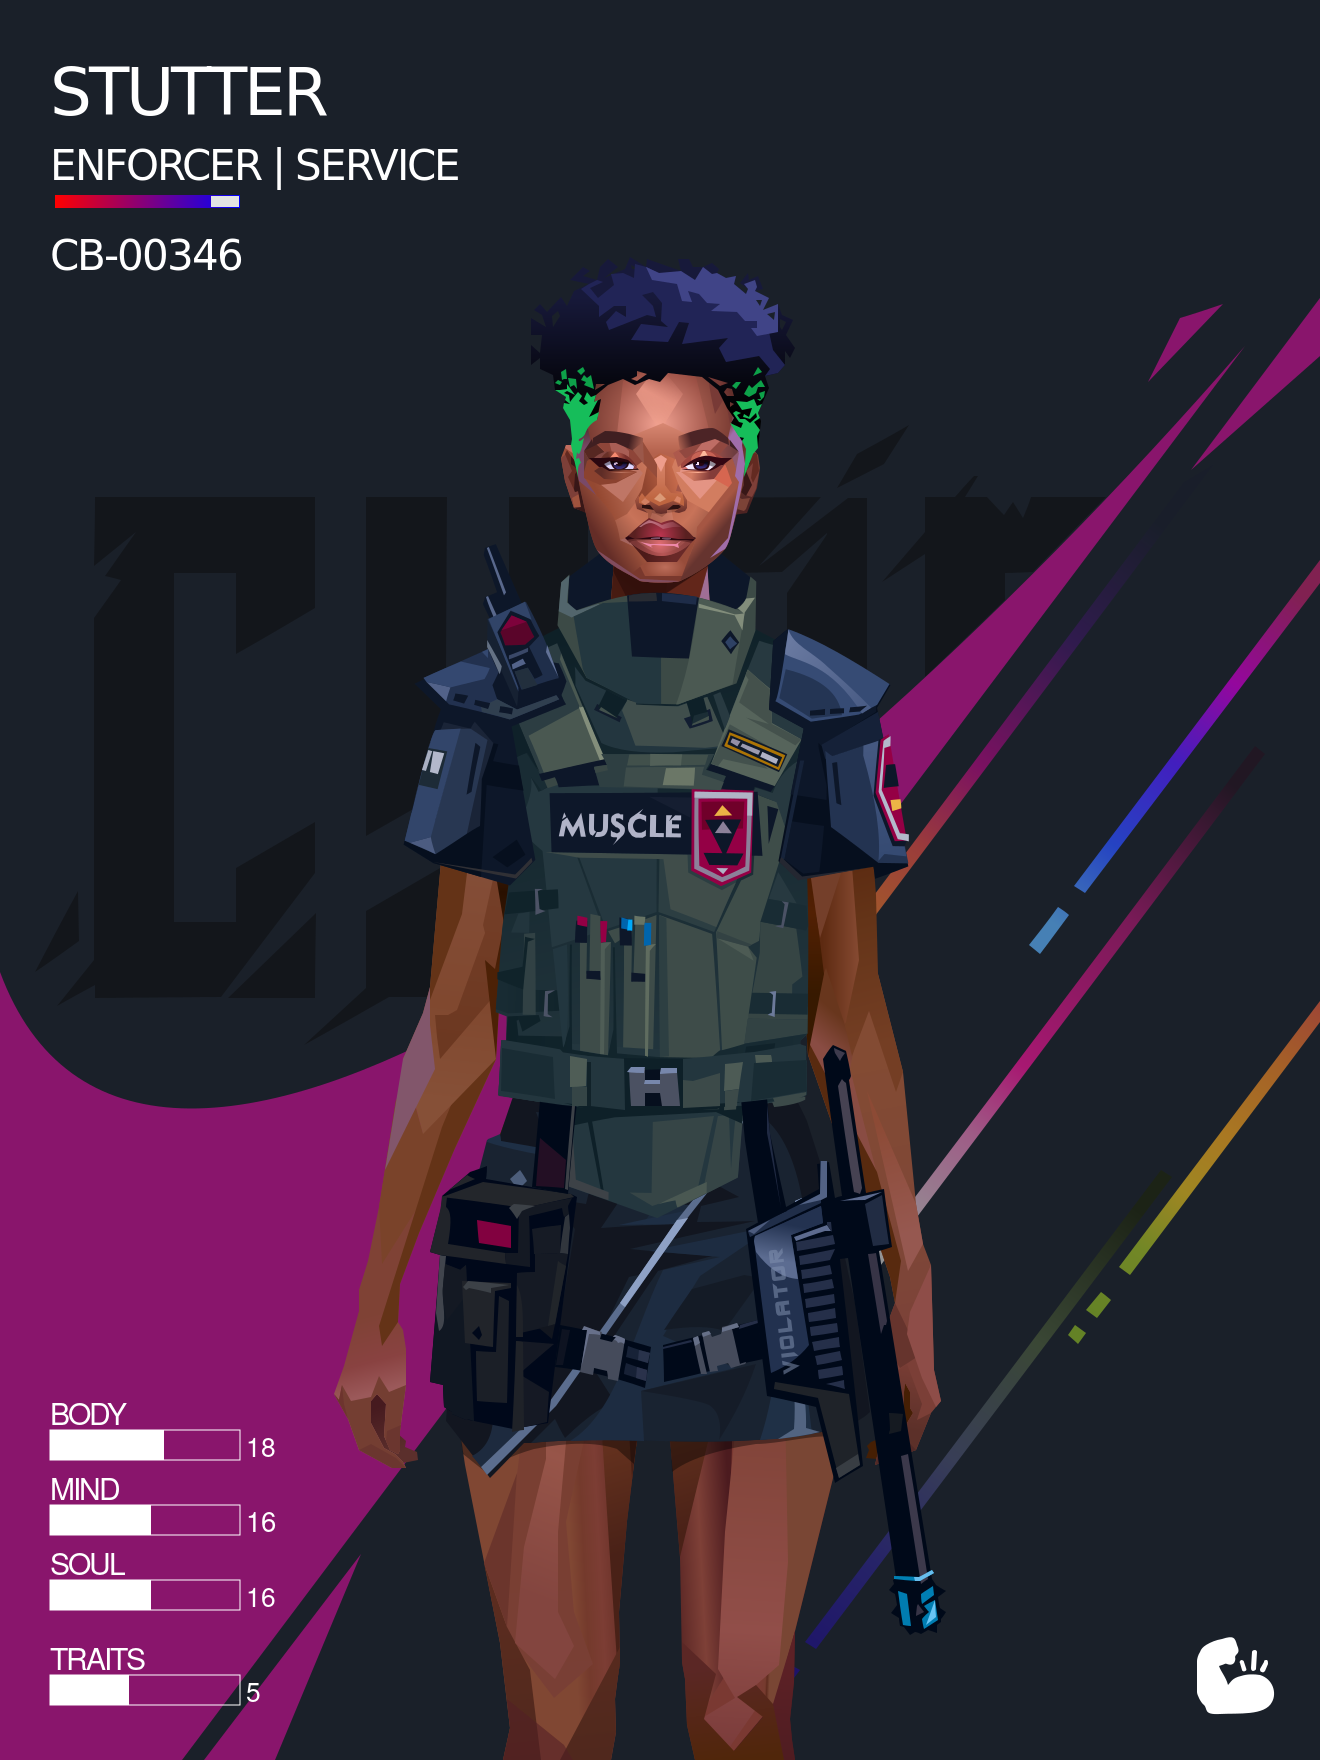 STUTTER
ENFORCER | SERVICE
CB-00346
MUSCLE
VIOLATOR
BODY
18
MIND
16
SOUL
16
TRAITS
5